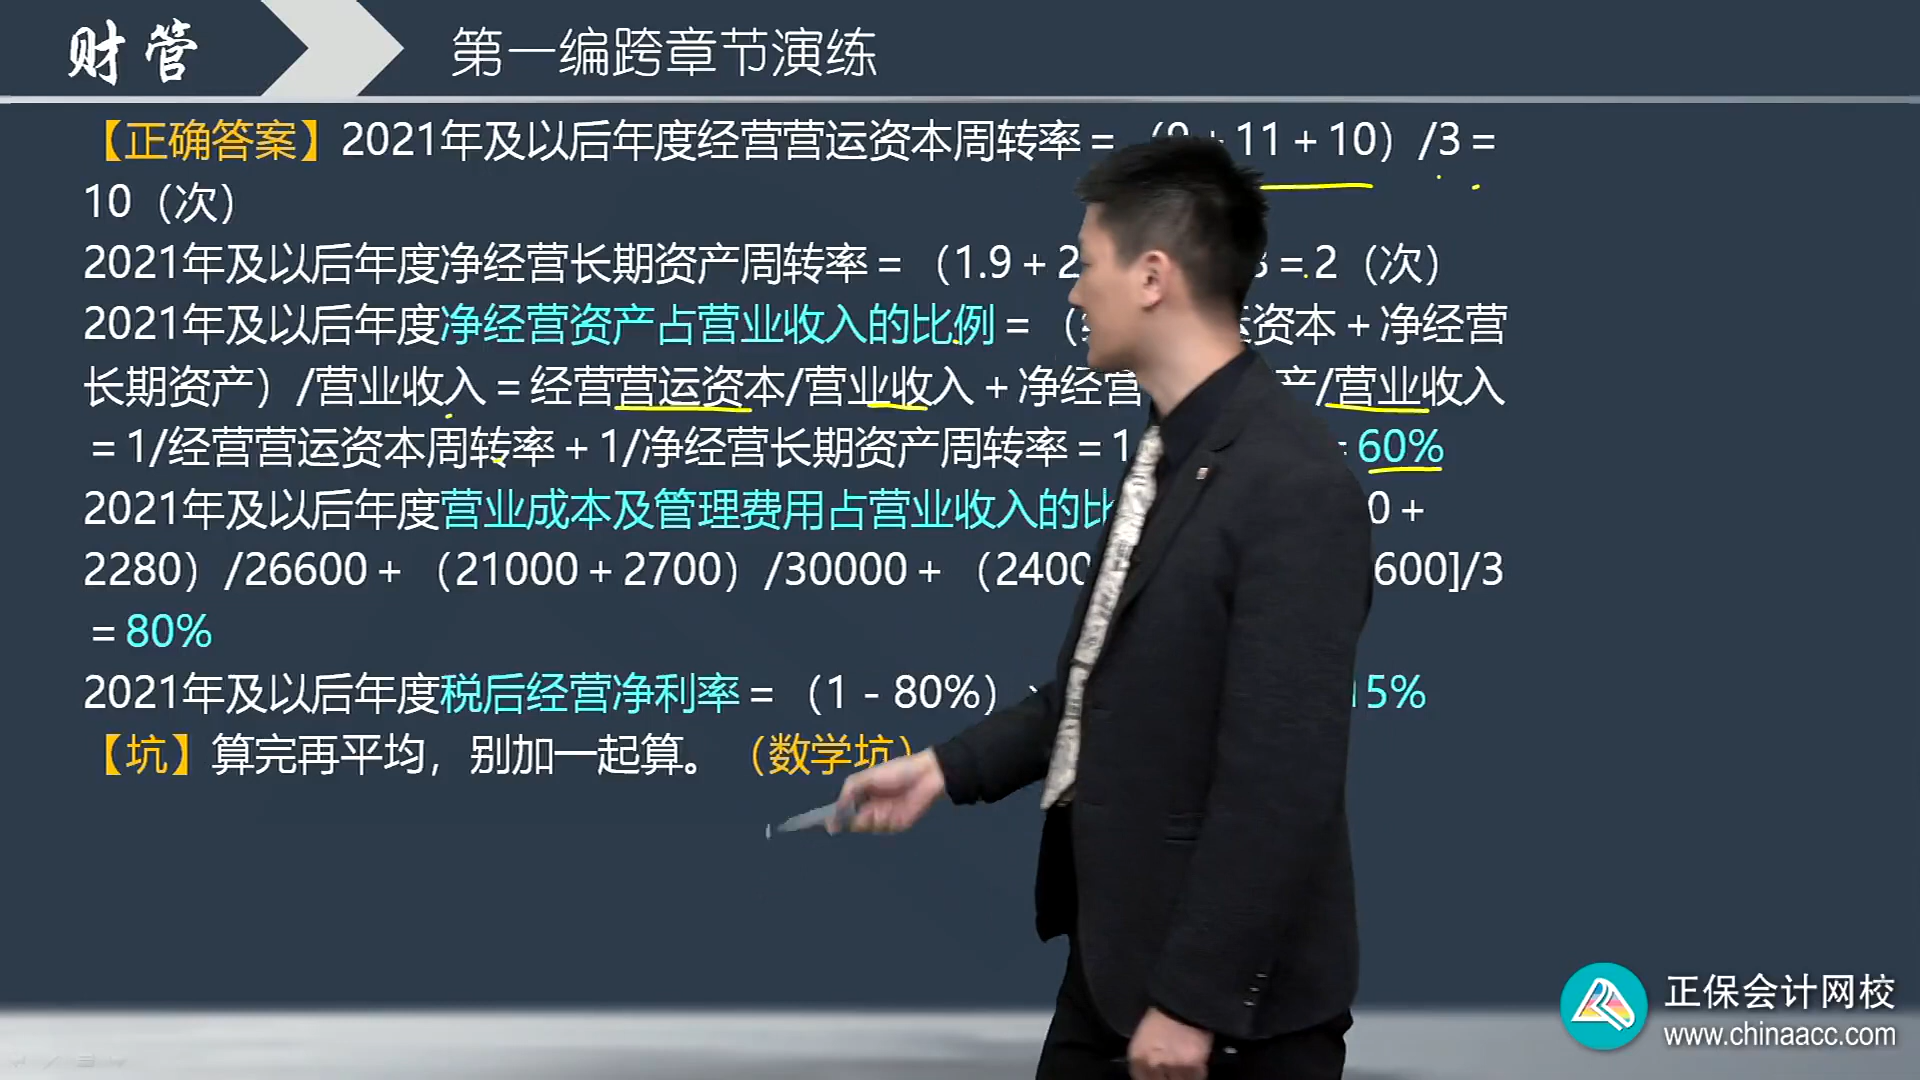 财管
第一编跨章节演练
【正确答案】2021年及以后年度经营营运资本周转率=（9+11+10）/3=
10（次）
2021年及以后年度净经营长期资产周转率=（1.9+2 =2（次）
2021年及以后年度净经营资产占营业收入的比例=（ 运资本+净经营
长期资产）/营业收入=经营营运资本/营业收入+净经营 产/营业收入
=1/经营营运资本周转率+1/净经营长期资产周转率=1 =60%
2021年及以后年度营业成本及管理费用占营业收入的比 0+
2280）/26600+（21000+2700）/30000+（2400 600]/3
=80%
2021年及以后年度税后经营净利率=（1-80%） 15%
【坑】算完再平均，别加一起算。（数学坑）
正保会计网校
www.chinaacc.com